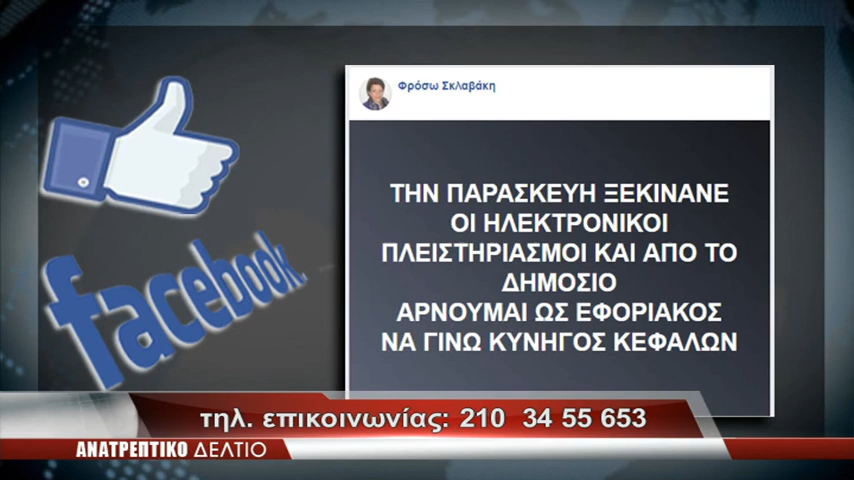 facebook
Φρόσω Σκλαβάκη
ΤΗΝ ΠΑΡΑΣΚΕΥΗ ΞΕΚΙΝΑΝΕ
ΟΙ ΗΛΕΚΤΡΟΝΙΚΟΙ
ΠΛΕΙΣΤΗΡΙΑΣΜΟΙ ΚΑΙ ΑΠΟ ΤΟ
ΔΗΜΟΣΙΟ
ΑΡΝΟΥΜΑΙ ΩΣ ΕΦΟΡΙΑΚΟΣ
ΝΑ ΓΙΝΩ ΚΥΝΗΓΟΣ ΚΕΦΑΛΩΝ
τηλ. επικοινωνίας: 210 34 55 653
ΑΝΑΤΡΕΠΤΙΚΟ ΔΕΛΤΙΟ